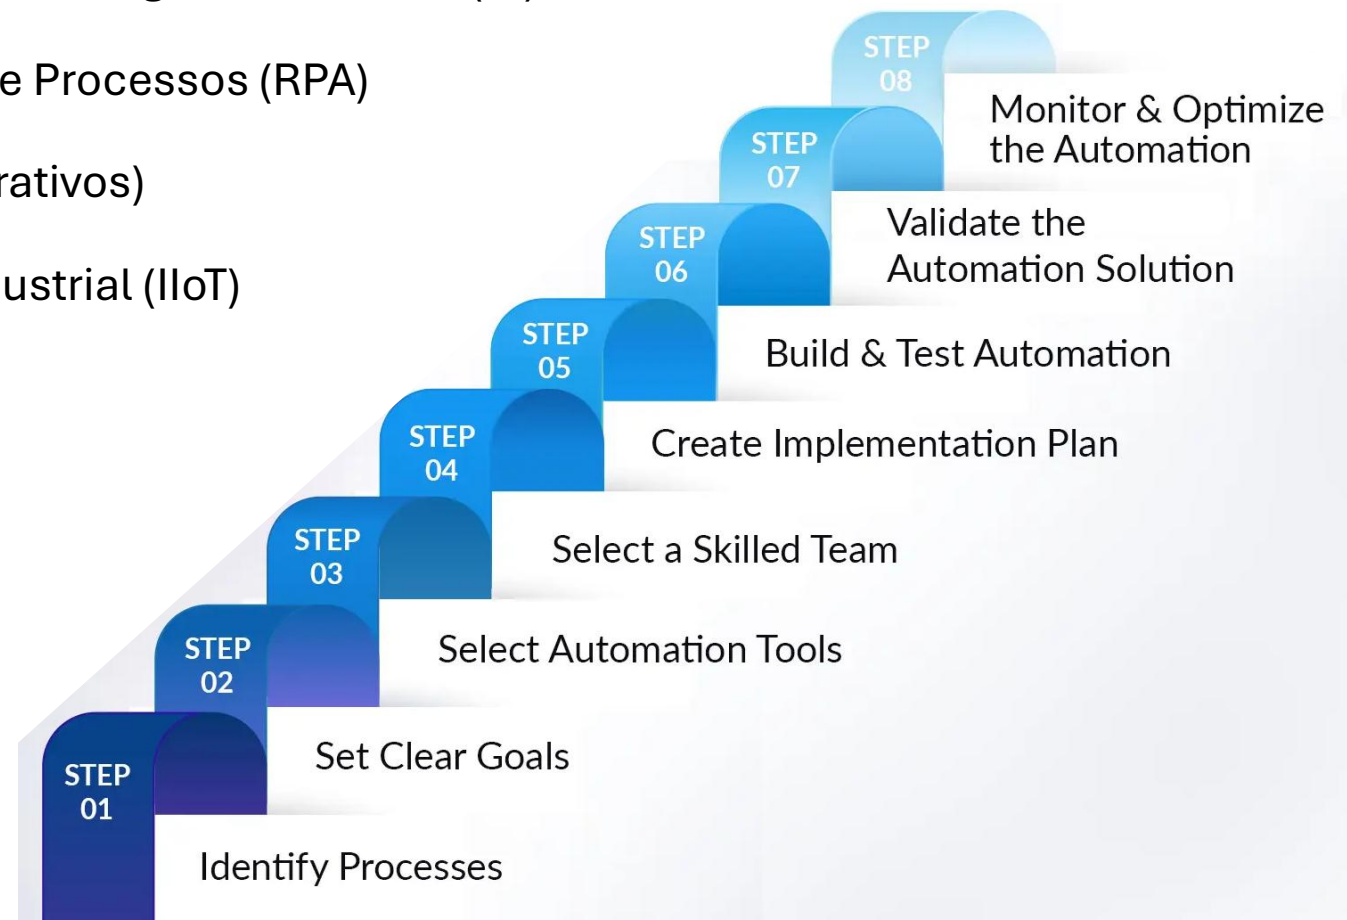 e Processos (RPA)
rativos)
ustrial (IIoT)
STEP
08
Monitor & Optimize
the Automation
STEP
07
Validate the
Automation Solution
STEP
06
Build & Test Automation
STEP
05
Create Implementation Plan
STEP
04
Select a Skilled Team
STEP
03
Select Automation Tools
STEP
02
Set Clear Goals
STEP
01
Identify Processes